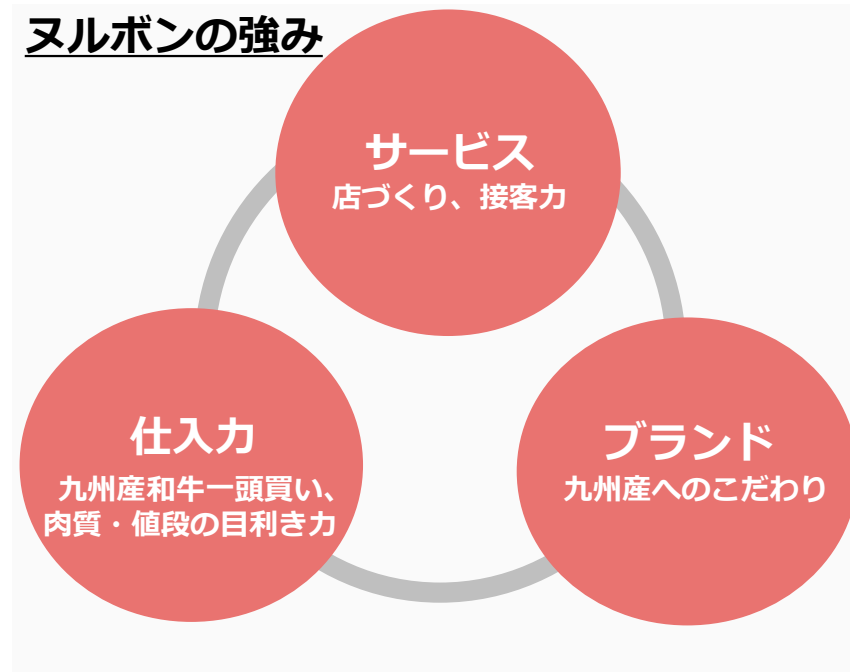 ヌルボンの強み
サービス
店づくり、接客力
仕入力
九州産和牛一頭買い、
肉質・値段の目利き力
ブランド
九州産へのこだわり